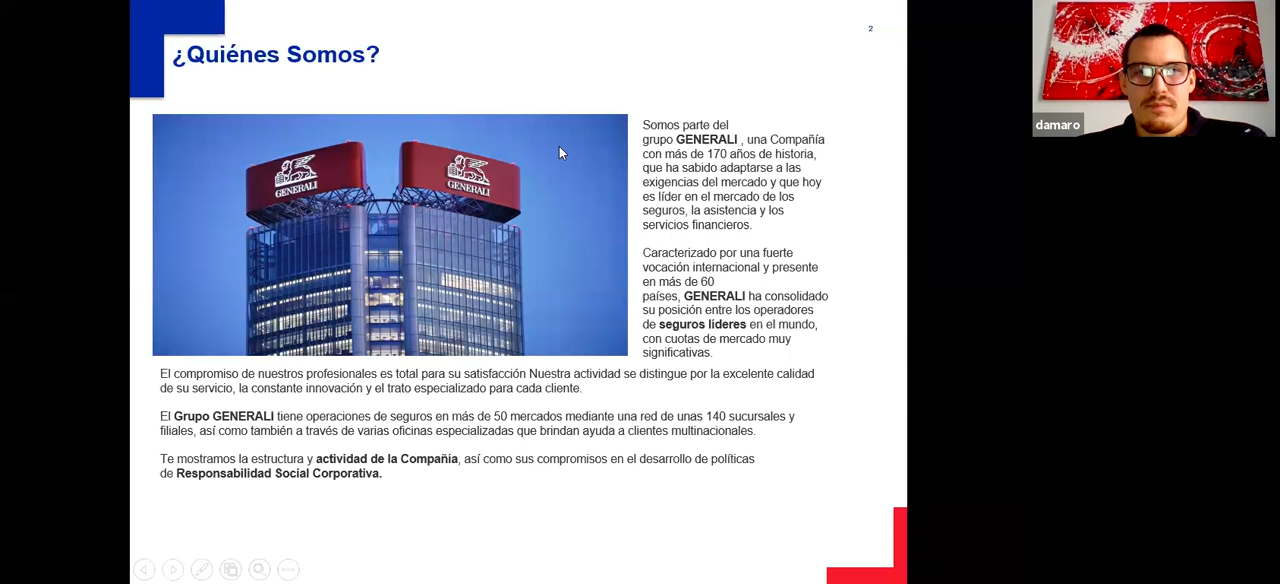 2
¿Quiénes Somos?
GENERALI
GENERALI
Somos parte del
grupo GENERALI , una Compañía
con más de 170 años de historia,
que ha sabido adaptarse a las
exigencias del mercado y que hoy
es líder en el mercado de los
seguros, la asistencia y los
servicios financieros.
Caracterizado por una fuerte
vocación internacional y presente
en más de 60
países, GENERALI ha consolidado
su posición entre los operadores
de seguros líderes en el mundo,
con cuotas de mercado muy
significativas.
El compromiso de nuestros profesionales es total para su satisfacción Nuestra actividad se distingue por la excelente calidad
de su servicio, la constante innovación y el trato especializado para cada cliente.
El Grupo GENERALI tiene operaciones de seguros en más de 50 mercados mediante una red de unas 140 sucursales y
filiales, así como también a través de varias oficinas especializadas que brindan ayuda a clientes multinacionales.
Te mostramos la estructura y actividad de la Compañía, así como sus compromisos en el desarrollo de políticas
de Responsabilidad Social Corporativa.
damaro